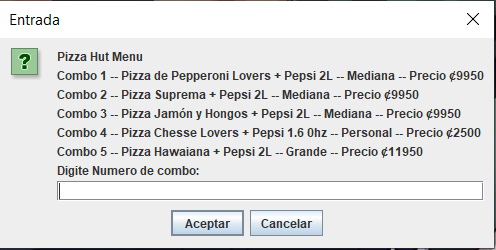 Entrada
Pizza Hut Menu
Combo 1 -- Pizza de Pepperoni Lovers + Pepsi 2L -- Mediana -- Precio ₡9950
Combo 2 -- Pizza Suprema + Pepsi 2L -- Mediana -- Precio ₡9950
Combo 3 -- Pizza Jamón y Hongos + Pepsi 2L -- Mediana -- Precio ₡9950
Combo 4 -- Pizza Chesse Lovers + Pepsi 1.6 0hz -- Personal -- Precio ₡2500
Combo 5 -- Pizza Hawaiana + Pepsi 2L -- Grande -- Precio ₡11950
Digite Numero de combo:
Aceptar Cancelar